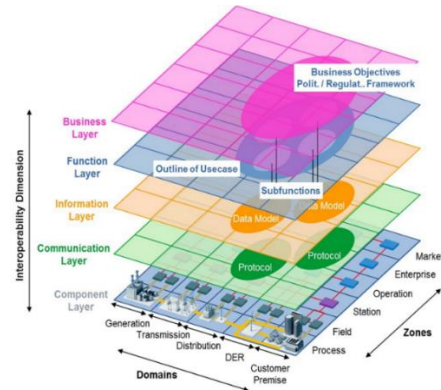 Business Objectives
Polit. / Regulat.. Framework
Business
Layer
Function
Layer
Outline of Usecase
Subfunctions
Information
Layer
Data Model
Data Model
Communication
Layer
Protocol
Protocol
Component
Layer
Interoperability Dimension
Market
Enterprise
Operation
Station
Field
Process
Zones
Generation
Transmission
Distribution
DER
Customer
Premise
Domains